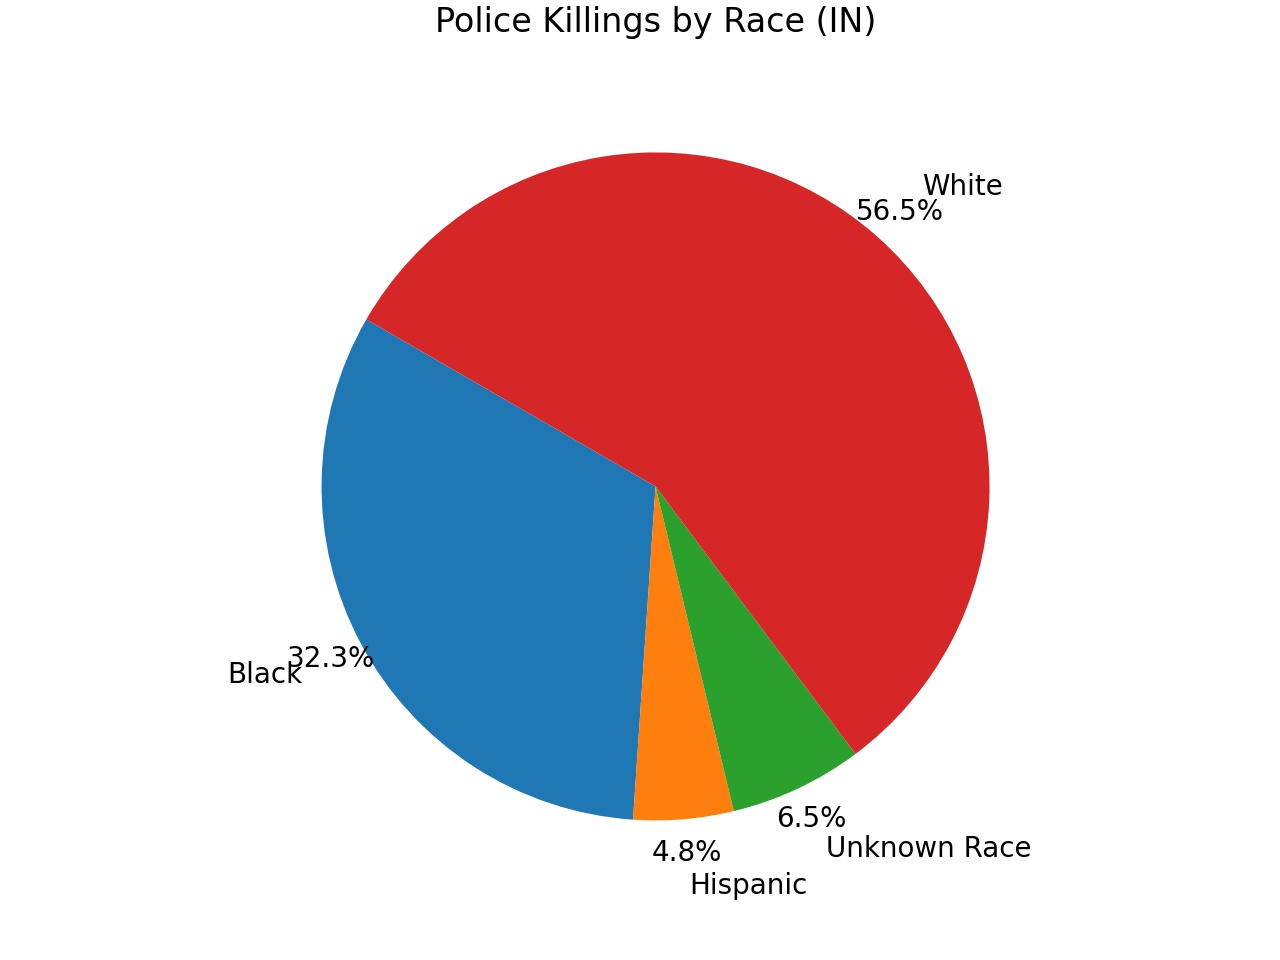 Police Killings by Race (IN)
White
56.5%
32.3%
Black
6.5%
Unknown Race
4.8%
Hispanic